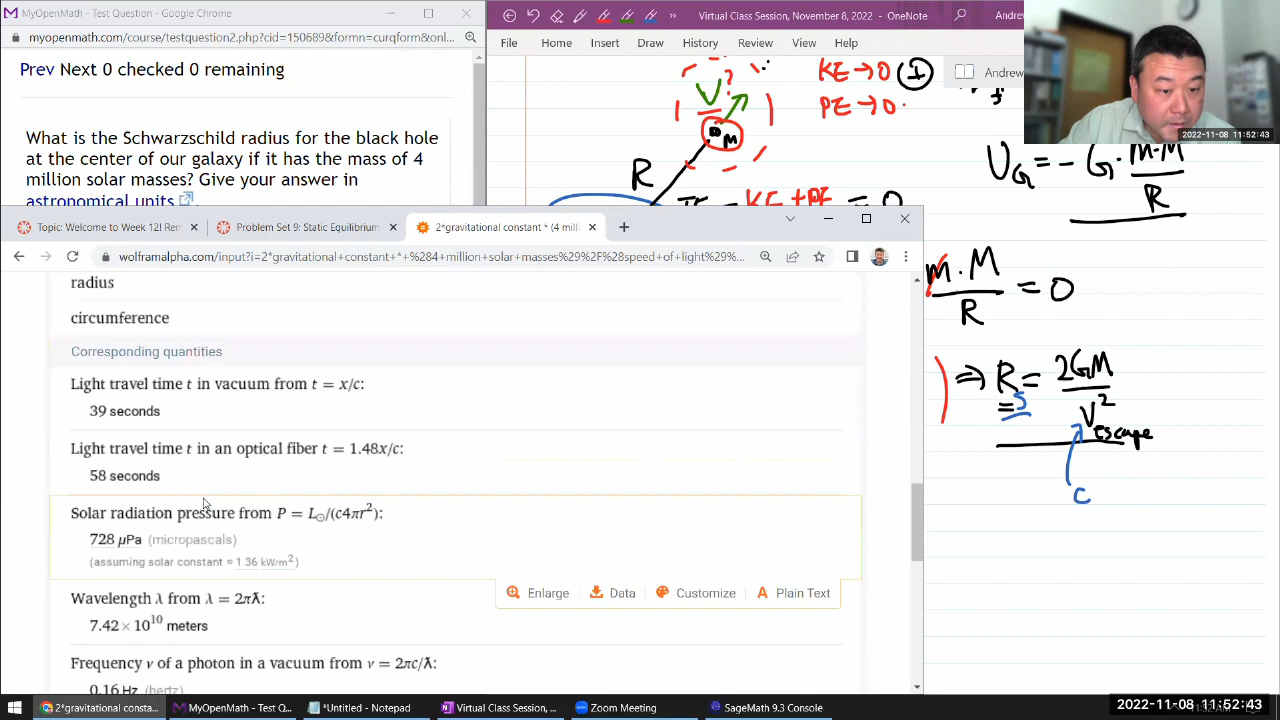 MyOpenMath - Test Question - Google Chrome
myopenmath.com/course/testquestion2.php?cid=150689&formn=curqform&onl...
Prev Next 0 checked 0 remaining
What is the Schwarzschild radius for the black hole
at the center of our galaxy if it has the mass of 4
million solar masses? Give your answer in
astronomical units
Virtual Class Session, November 8, 2022 - OneNote
Andrew
File Home Insert Draw History Review View Help
Andrew
KE → 0
PE → 0
?
V
m
R
KE + PE = 0
U_G = - G · m·M / R
2022-11-08 11:52:43
Topic: Welcome to Week 12! Rem
Problem Set 9: Static Equilibrium
2*gravitational constant * (4 milli
wolframalpha.com/input?i=2*gravitational+constant+*+%284+million+solar+masses%29%2F%28speed+of+light%29%...
radius
circumference
Corresponding quantities
Light travel time t in vacuum from t = x/c:
39 seconds
Light travel time t in an optical fiber t = 1.48x/c:
58 seconds
Solar radiation pressure from P = L⊙/(c4πr²):
728 μPa (micropascals)
(assuming solar constant ≈ 1.36 kW/m²)
Enlarge Data Customize Plain Text
Wavelength λ from λ = 2πƛ:
7.42×10¹⁰ meters
Frequency ν of a photon in a vacuum from ν = 2πc/ƛ:
0.16 Hz (hertz)
m·M / R = 0
⇒ R_S = 2GM / V²escape
c
2*gravitational consta...
MyOpenMath - Test Q...
*Untitled - Notepad
Virtual Class Session, ...
Zoom Meeting
SageMath 9.3 Console
2022-11-08 11:52:43